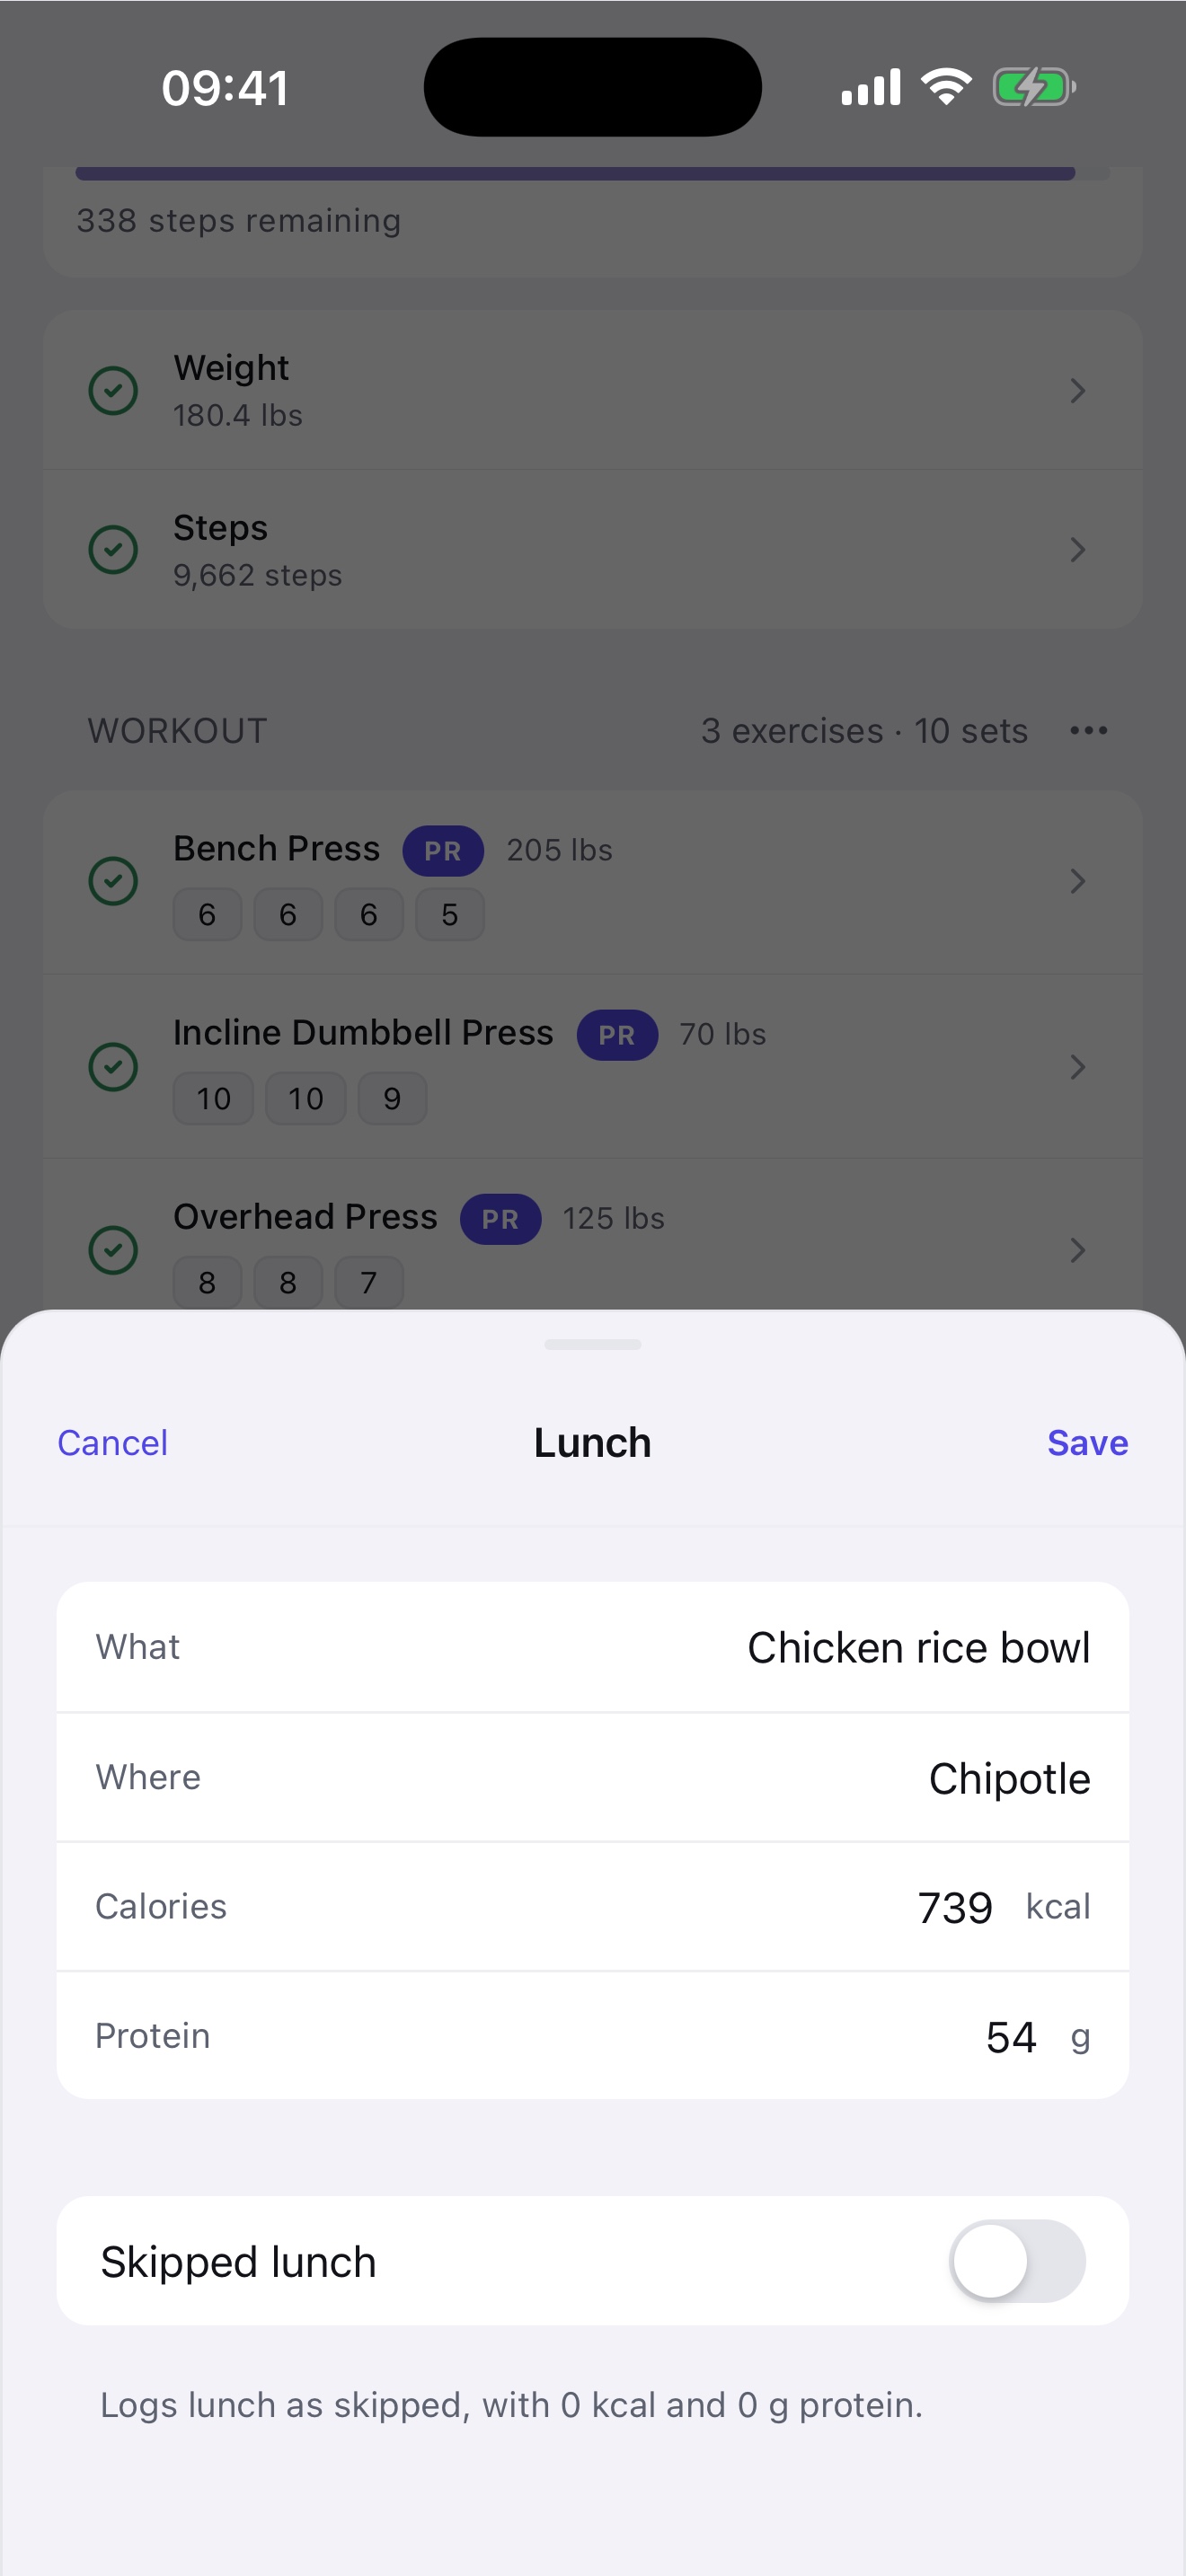 09:41
338 steps remaining
Weight
180.4 lbs
Steps
9,662 steps
WORKOUT 3 exercises · 10 sets
Bench Press PR 205 lbs
6 6 6 5
Incline Dumbbell Press PR 70 lbs
10 10 9
Overhead Press PR 125 lbs
8 8 7
Cancel Lunch Save
What Chicken rice bowl
Where Chipotle
Calories 739 kcal
Protein 54 g
Skipped lunch
Logs lunch as skipped, with 0 kcal and 0 g protein.